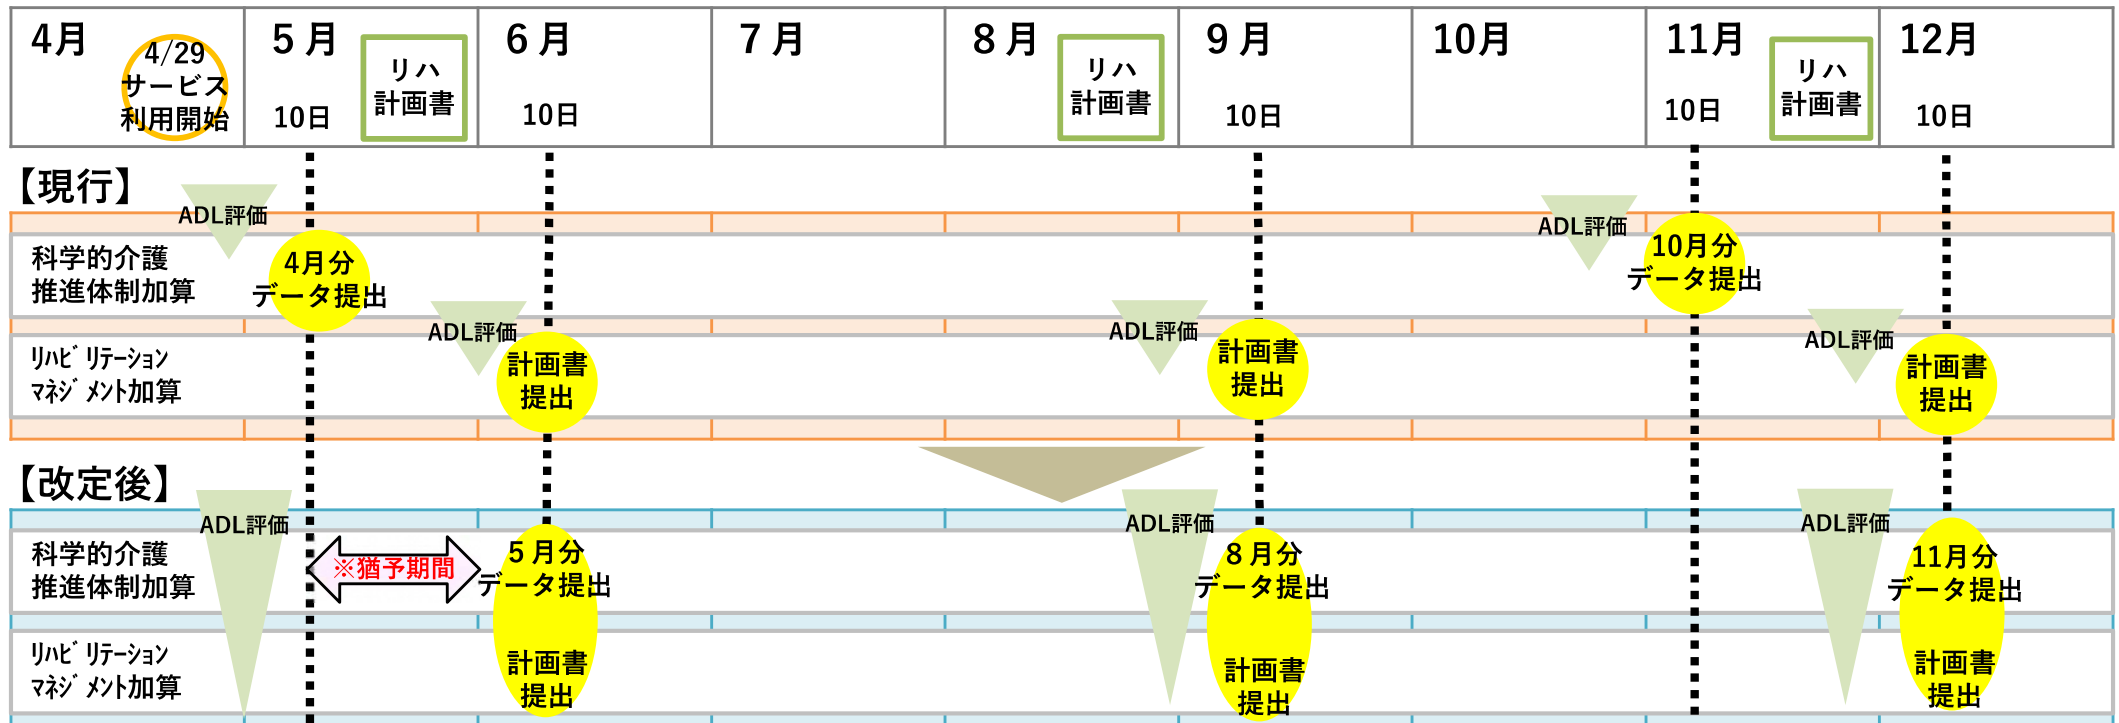 4月
5月
6月
7月
8月
9月
10月
11月
12月
4/29
サービス
利用開始
10日
リハ
計画書
10日
リハ
計画書
10日
10日
リハ
計画書
10日
【現行】
ADL評価
ADL評価
科学的介護
推進体制加算
4月分
データ提出
10月分
データ提出
ADL評価
ADL評価
ADL評価
リハビリテーション
マネジメント加算
計画書
提出
計画書
提出
計画書
提出
【改定後】
ADL評価
ADL評価
ADL評価
科学的介護
推進体制加算
※猶予期間
5月分
データ提出
8月分
データ提出
11月分
データ提出
リハビリテーション
マネジメント加算
計画書
提出
計画書
提出
計画書
提出